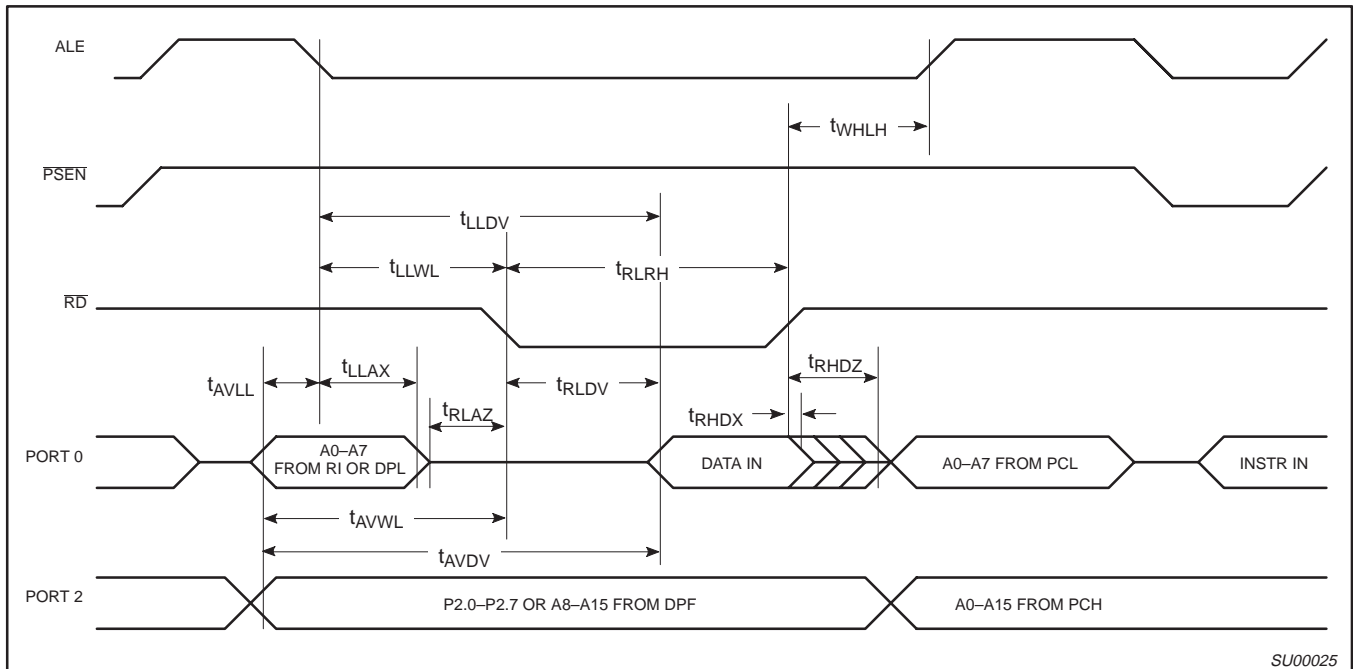 ALE
tWHLH
PSEN
tLLDV
tLLWL
tRLRH
RD
tAVLL
tLLAX
tRLDV
tRHDZ
tRLAZ
tRHDX
PORT 0
A0–A7
FROM RI OR DPL
DATA IN
A0–A7 FROM PCL
INSTR IN
tAVWL
tAVDV
PORT 2
P2.0–P2.7 OR A8–A15 FROM DPF
A0–A15 FROM PCH
SU00025